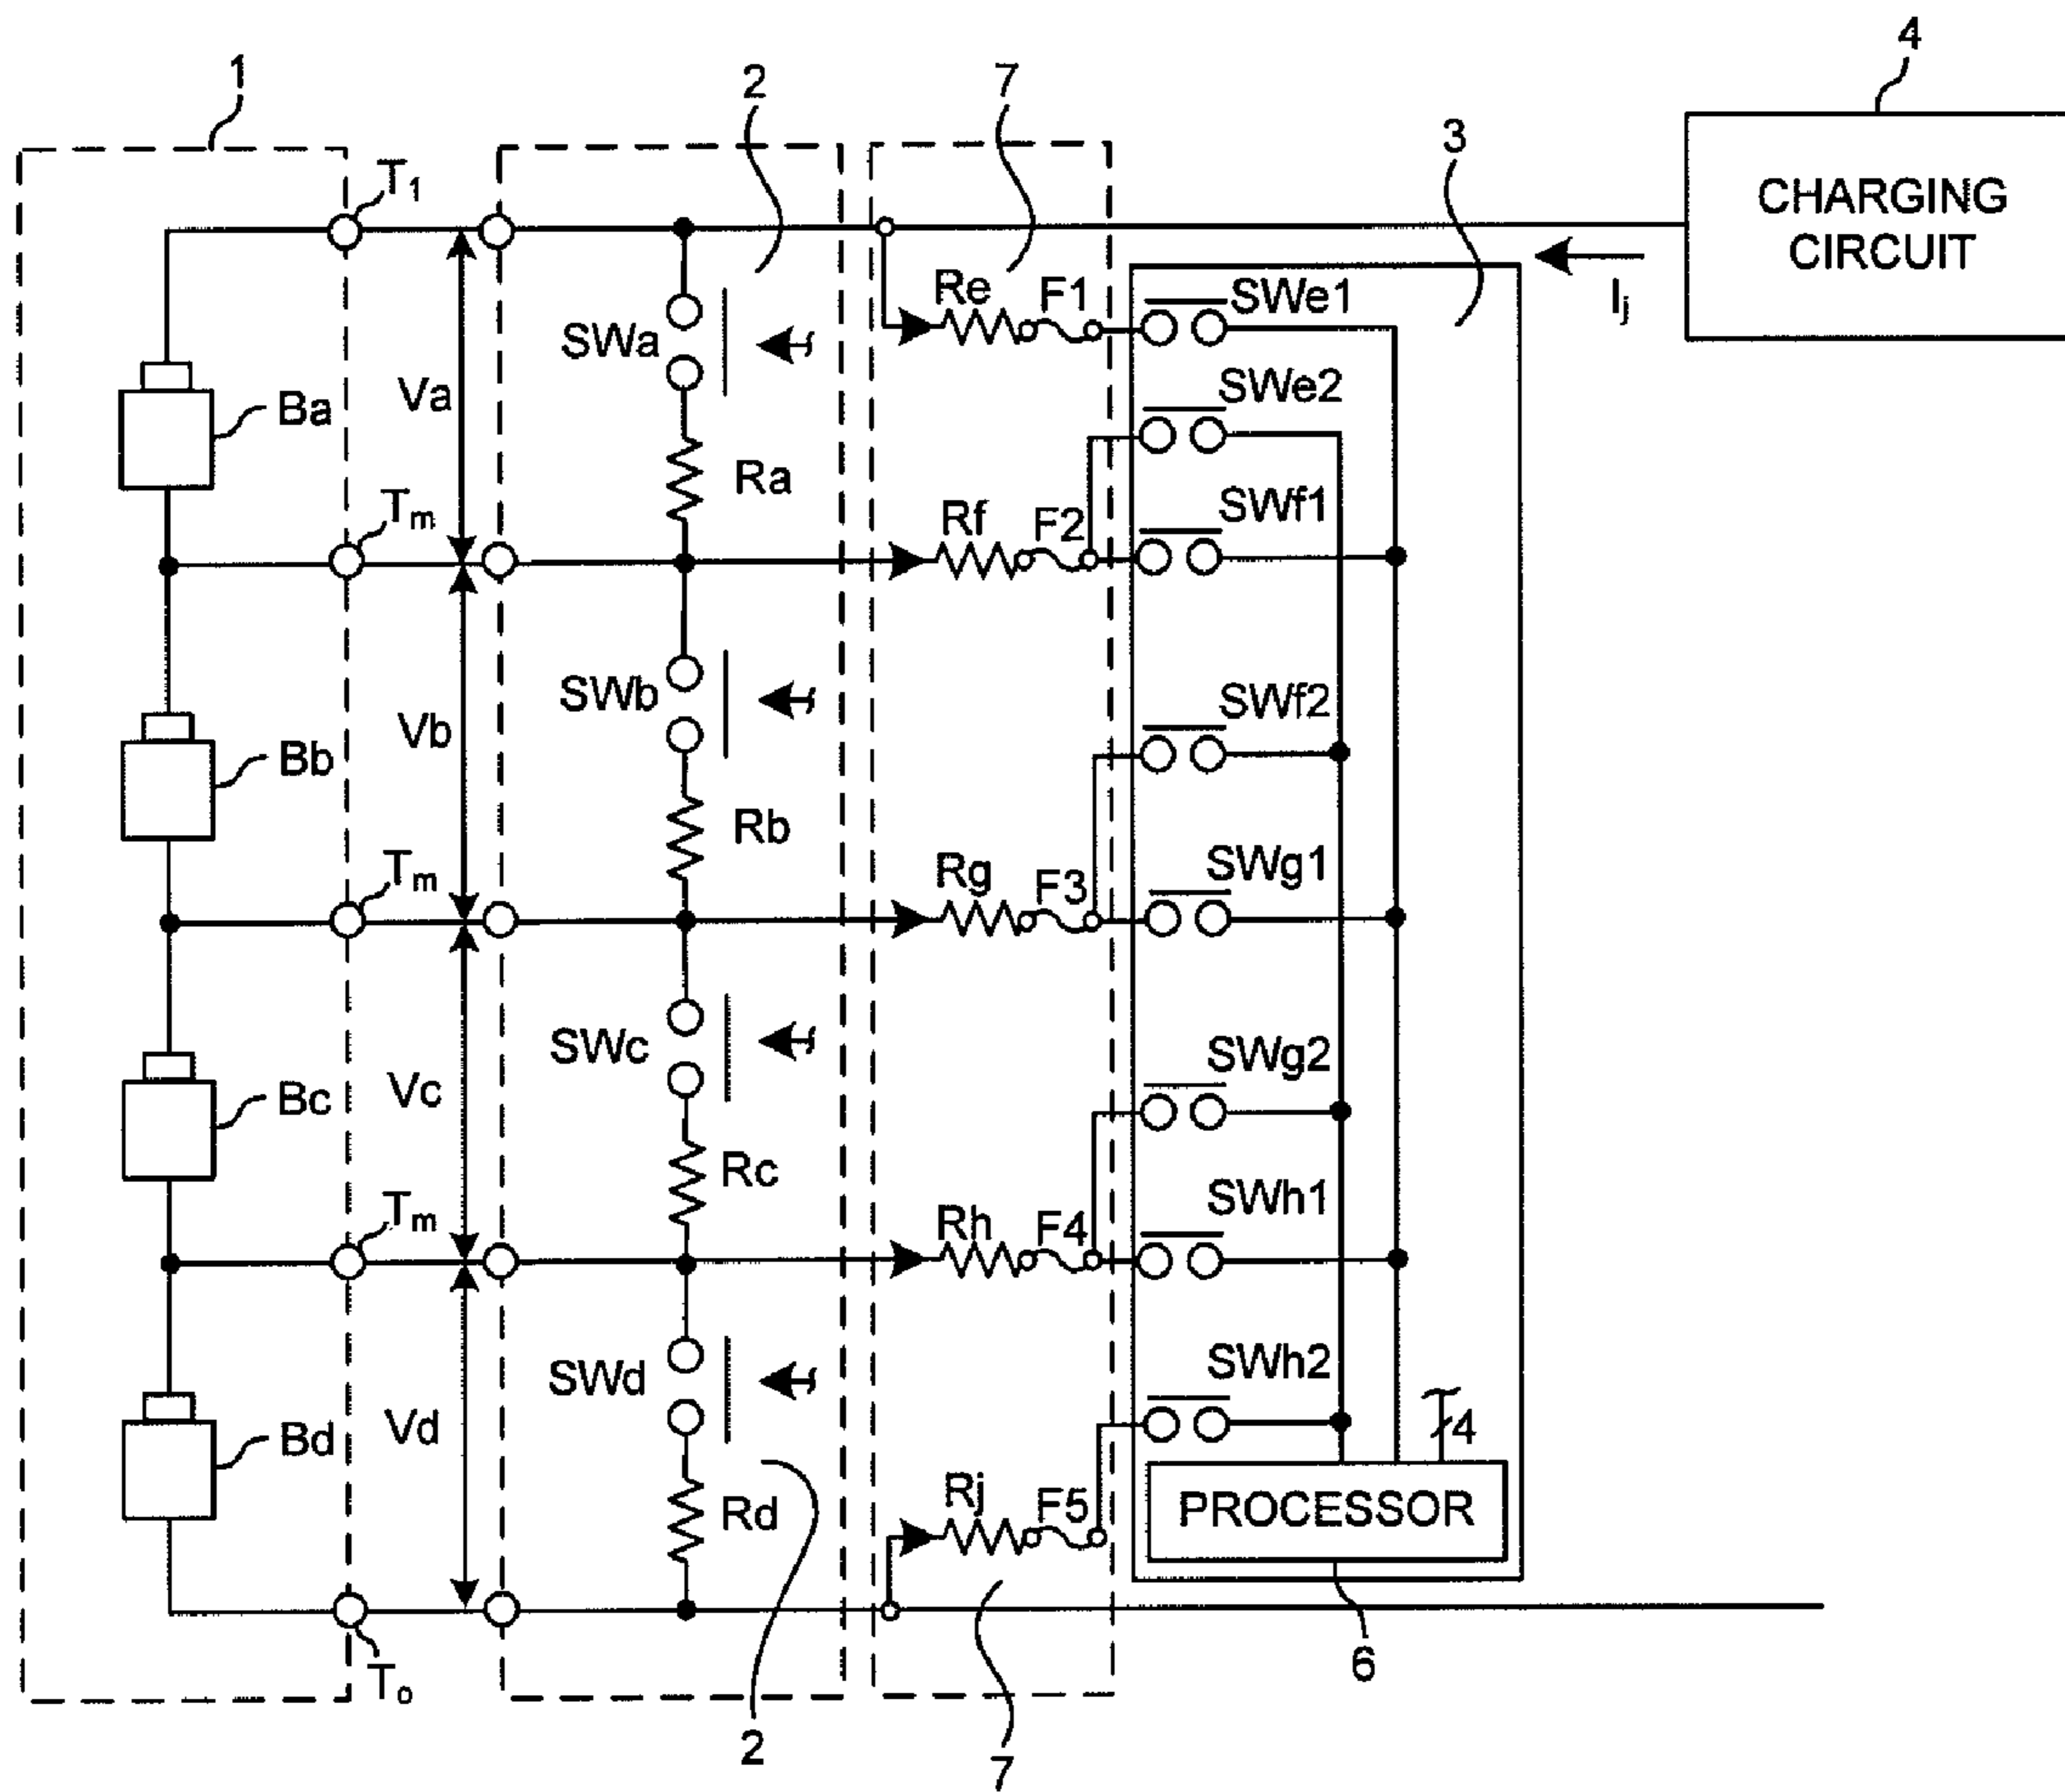 1
2
7
4
3
T1
CHARGING
CIRCUIT
Ij
Re
F1
SWe1
SWa
Va
Ba
SWe2
Ra
Tm
Rf
F2
SWf1
SWb
Vb
Bb
SWf2
Rb
Tm
Rg
F3
SWg1
SWc
Vc
Bc
SWg2
Rc
Tm
Rh
F4
SWh1
SWd
Vd
Bd
SWh2
4
Rd
Rj
F5
PROCESSOR
To
6
2
7